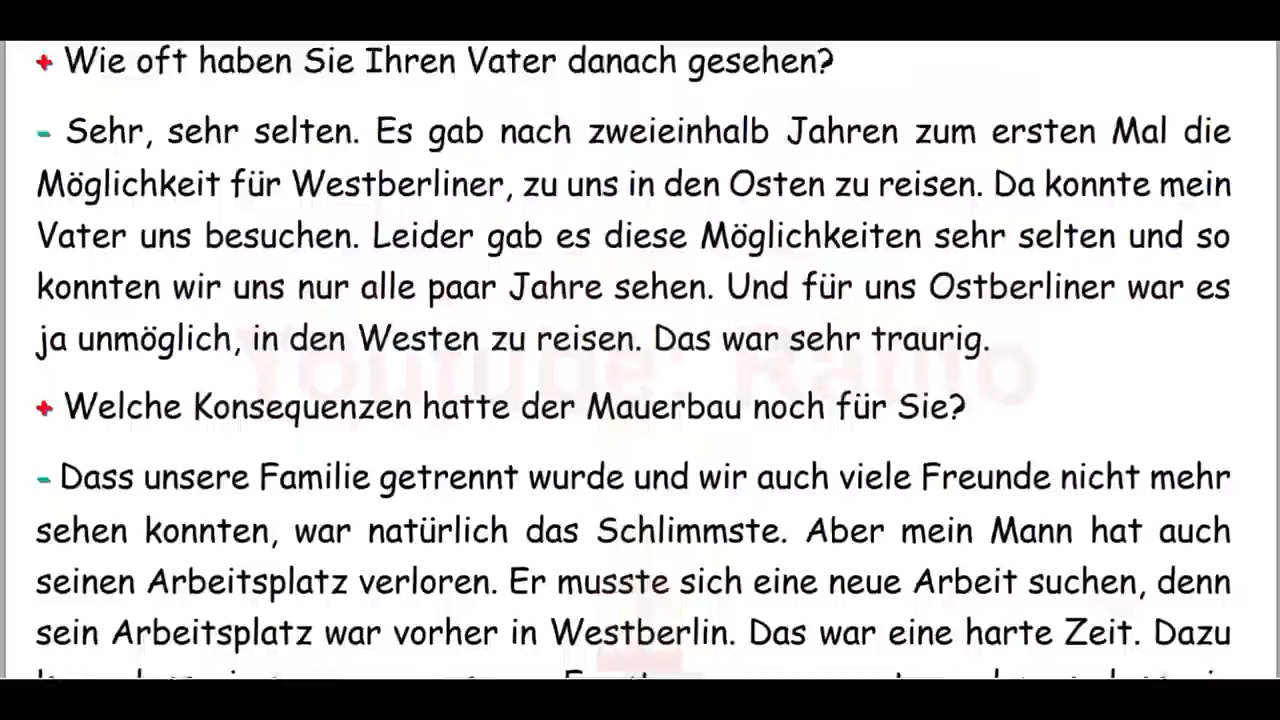 + Wie oft haben Sie Ihren Vater danach gesehen?
- Sehr, sehr selten. Es gab nach zweieinhalb Jahren zum ersten Mal die
Möglichkeit für Westberliner, zu uns in den Osten zu reisen. Da konnte mein
Vater uns besuchen. Leider gab es diese Möglichkeiten sehr selten und so
konnten wir uns nur alle paar Jahre sehen. Und für uns Ostberliner war es
ja unmöglich, in den Westen zu reisen. Das war sehr traurig.
Youtube: Ranto
+ Welche Konsequenzen hatte der Mauerbau noch für Sie?
- Dass unsere Familie getrennt wurde und wir auch viele Freunde nicht mehr
sehen konnten, war natürlich das Schlimmste. Aber mein Mann hat auch
seinen Arbeitsplatz verloren. Er musste sich eine neue Arbeit suchen, denn
sein Arbeitsplatz war vorher in Westberlin. Das war eine harte Zeit. Dazu